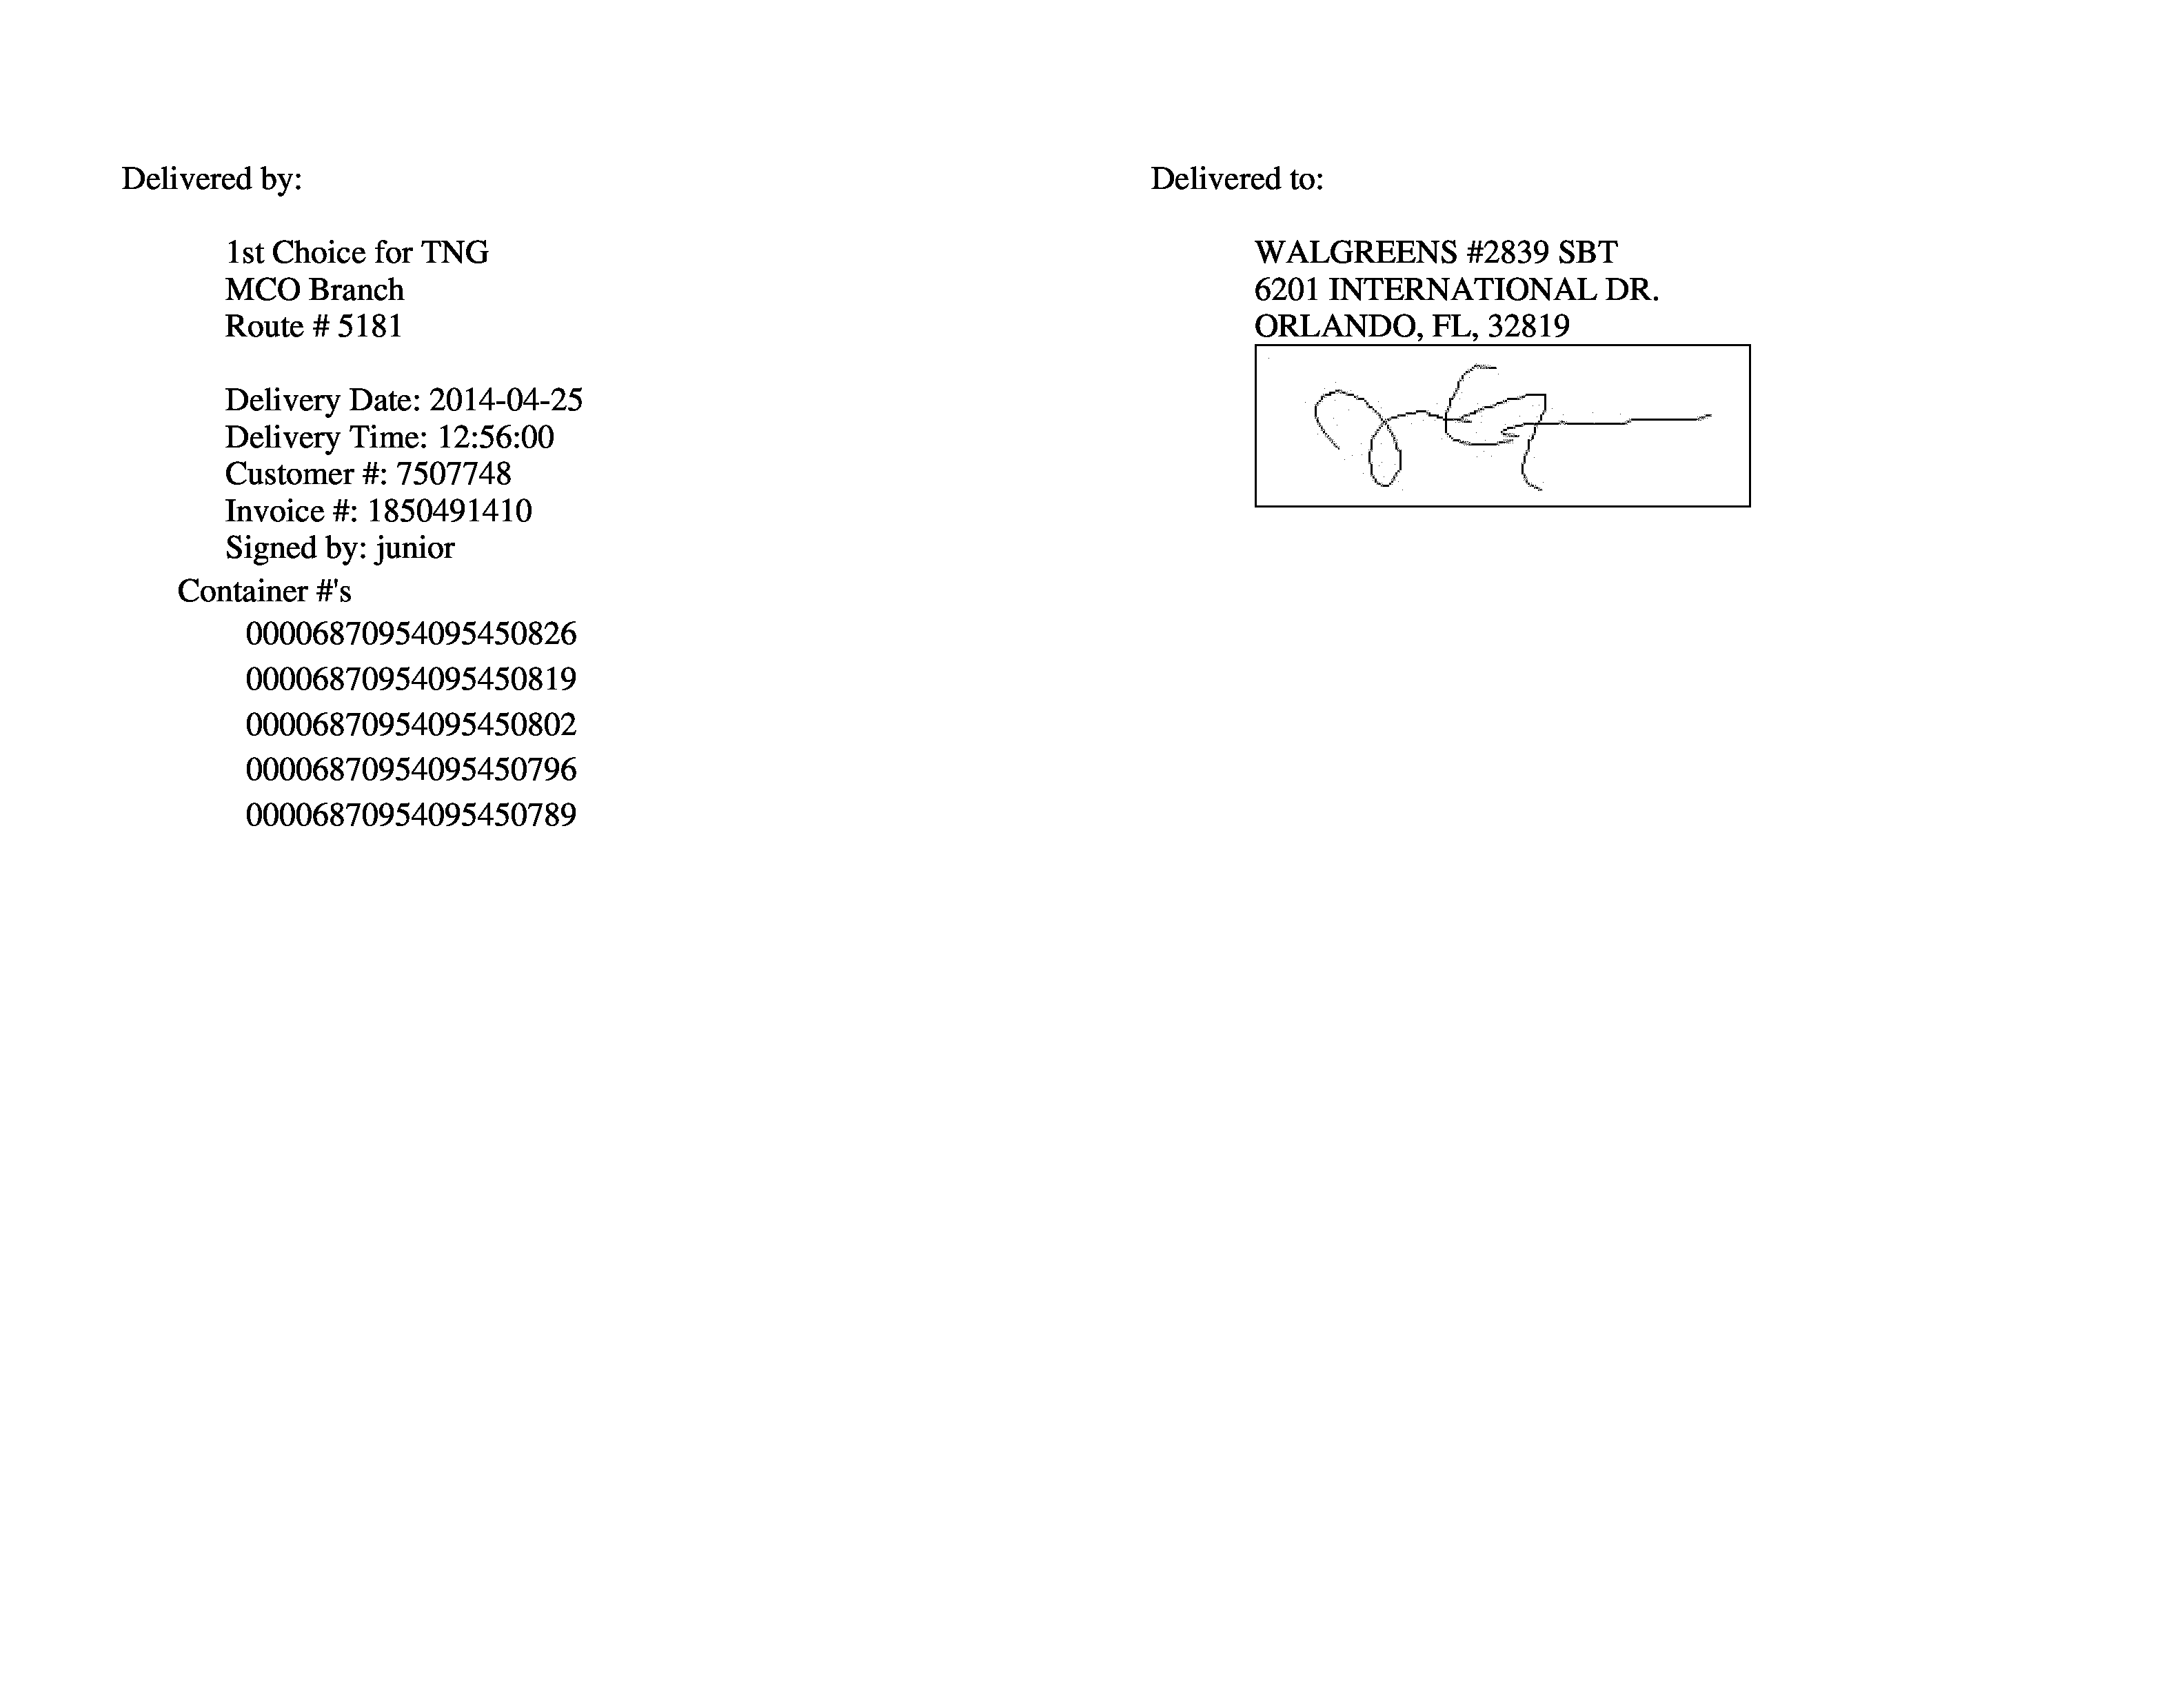 Delivered by:
1st Choice for TNG
MCO Branch
Route # 5181
Delivery Date: 2014-04-25
Delivery Time: 12:56:00
Customer #: 7507748
Invoice #: 1850491410
Signed by: junior
Container #'s
00006870954095450826
00006870954095450819
00006870954095450802
00006870954095450796
00006870954095450789
Delivered to:
WALGREENS #2839 SBT
6201 INTERNATIONAL DR.
ORLANDO, FL, 32819